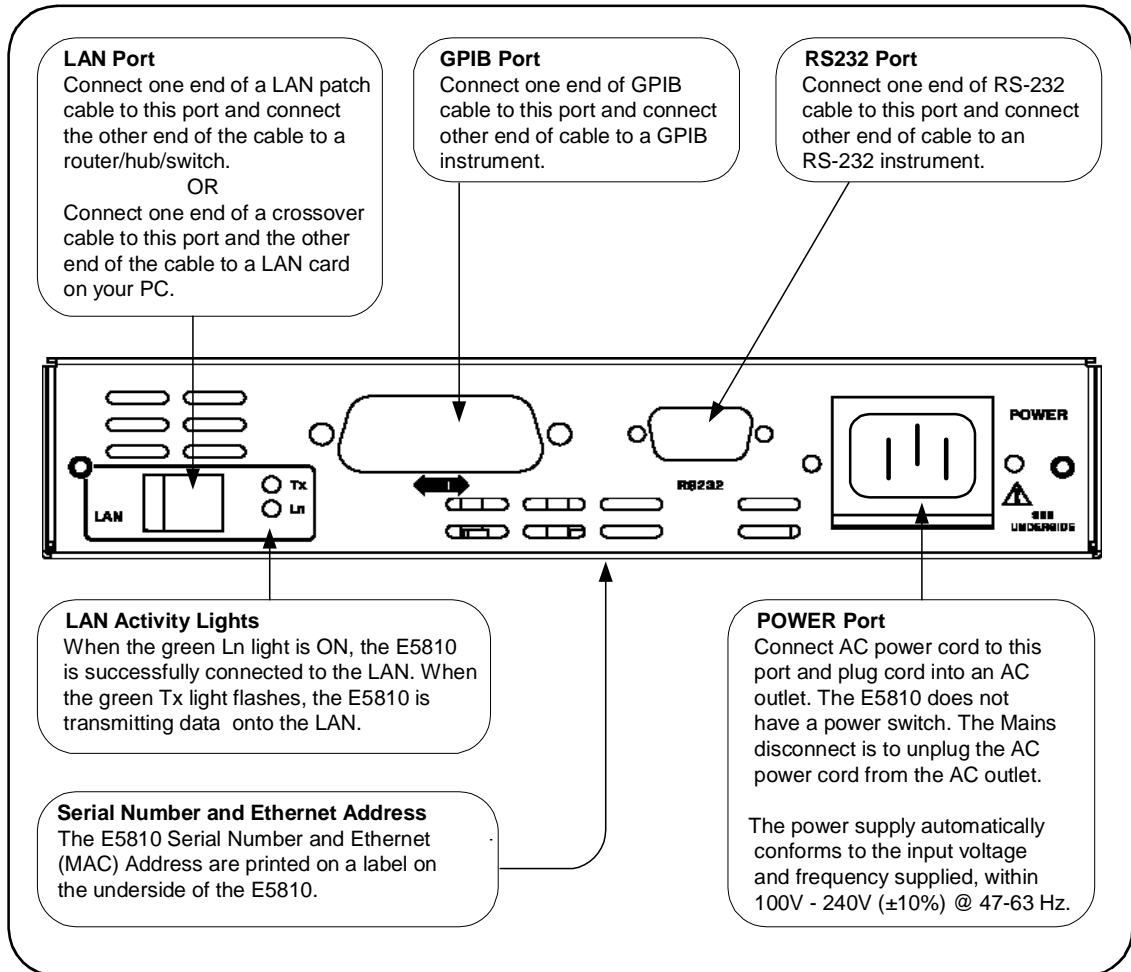 LAN Port
Connect one end of a LAN patch
cable to this port and connect
the other end of the cable to a
router/hub/switch.
OR
Connect one end of a crossover
cable to this port and the other
end of the cable to a LAN card
on your PC.
GPIB Port
Connect one end of GPIB
cable to this port and connect
other end of cable to a GPIB
instrument.
RS232 Port
Connect one end of RS-232
cable to this port and connect
other end of cable to an
RS-232 instrument.
LAN
Tx
Ln
RS232
POWER
SEE
UNDERSIDE
LAN Activity Lights
When the green Ln light is ON, the E5810
is successfully connected to the LAN. When
the green Tx light flashes, the E5810 is
transmitting data onto the LAN.
Serial Number and Ethernet Address
The E5810 Serial Number and Ethernet
(MAC) Address are printed on a label on
the underside of the E5810.
POWER Port
Connect AC power cord to this
port and plug cord into an AC
outlet. The E5810 does not
have a power switch. The Mains
disconnect is to unplug the AC
power cord from the AC outlet.
The power supply automatically
conforms to the input voltage
and frequency supplied, within
100V - 240V (±10%) @ 47-63 Hz.